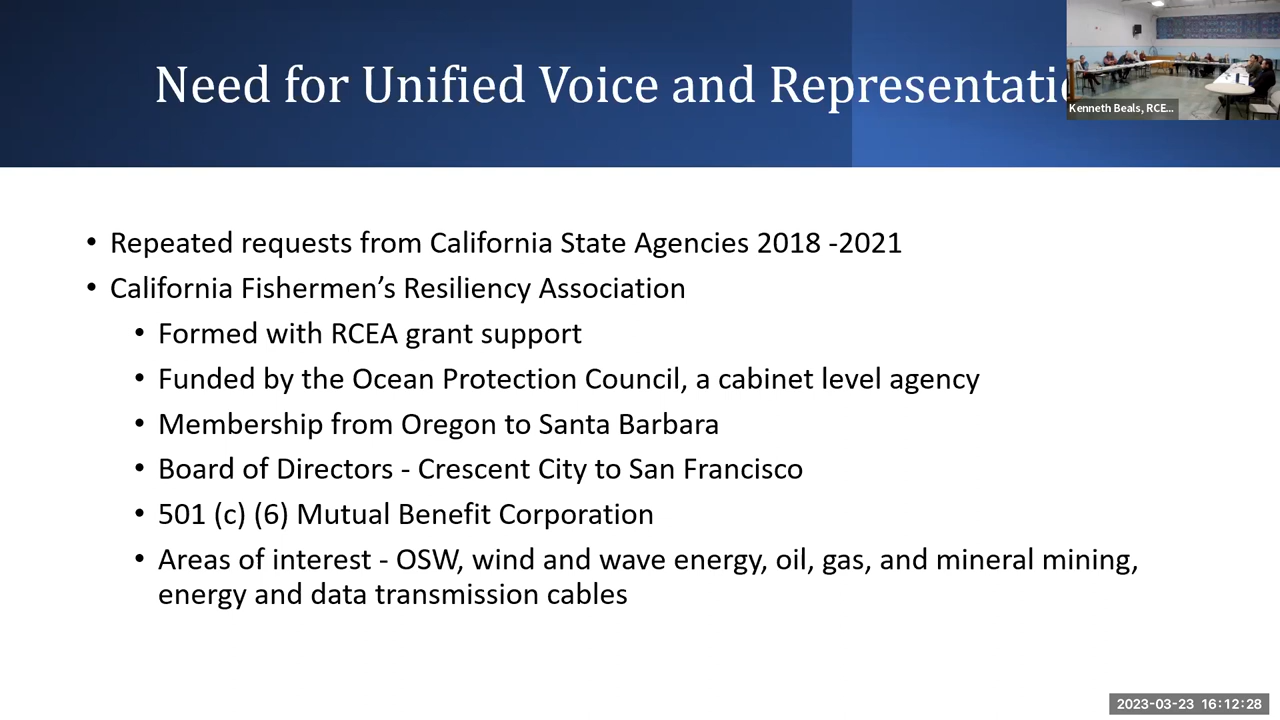 Need for Unified Voice and Representatio
Kenneth Beals, RCE...
• Repeated requests from California State Agencies 2018 -2021
• California Fishermen’s Resiliency Association
• Formed with RCEA grant support
• Funded by the Ocean Protection Council, a cabinet level agency
• Membership from Oregon to Santa Barbara
• Board of Directors - Crescent City to San Francisco
• 501 (c) (6) Mutual Benefit Corporation
• Areas of interest - OSW, wind and wave energy, oil, gas, and mineral mining,
energy and data transmission cables
2023-03-23 16:12:28